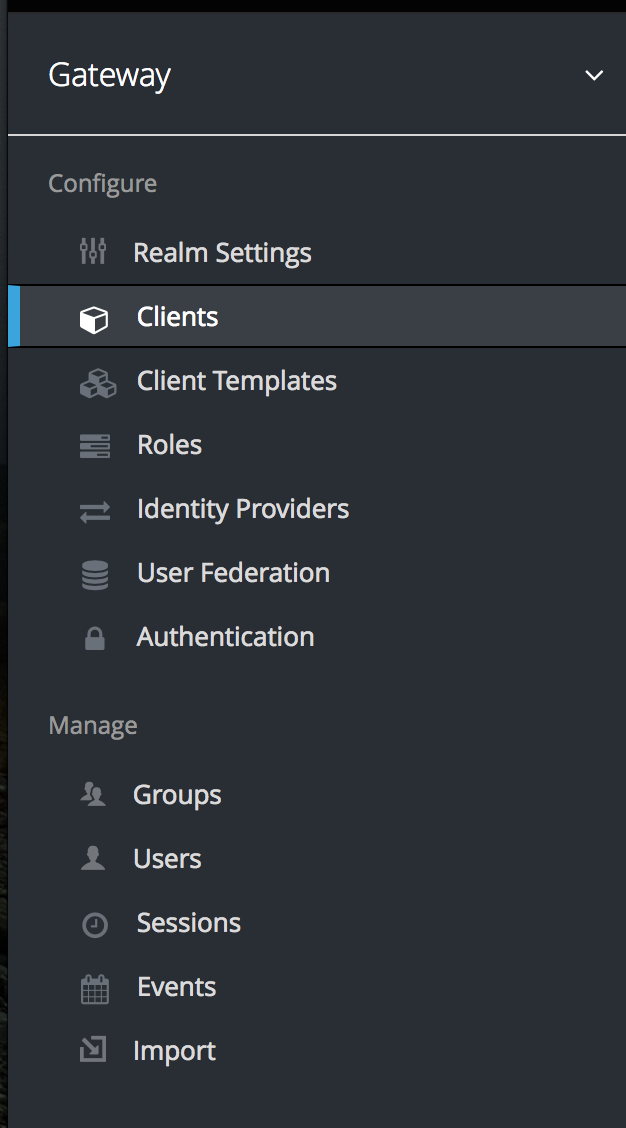 Gateway
Configure
Realm Settings
Clients
Client Templates
Roles
Identity Providers
User Federation
Authentication
Manage
Groups
Users
Sessions
Events
Import